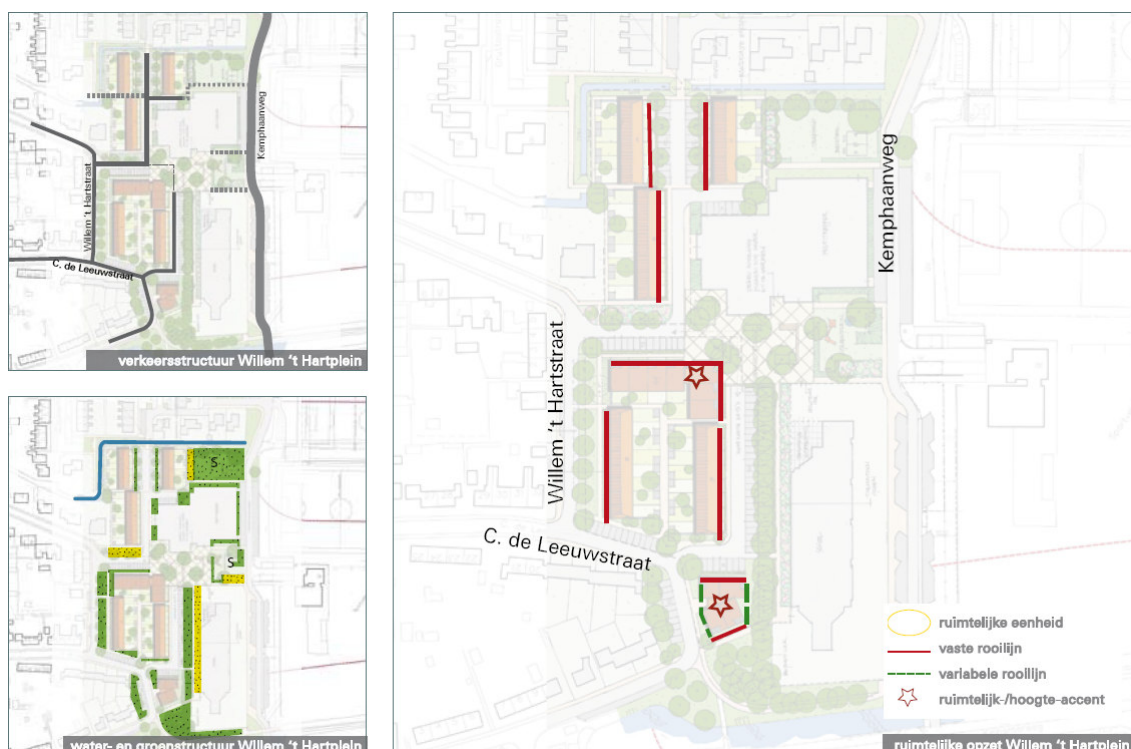 Willem 't Hartstraat
Kemphaanweg
C. de Leeuwstraat
verkeersstructuur Willem 't Hartplein
S
S
water- en groenstructuur Willem 't Hartplein
Kemphaanweg
Willem 't Hartstraat
C. de Leeuwstraat
ruimtelijke eenheid
vaste rooilijn
variabele roollijn
ruimtelijk-/hoogte-accent
ruimtelijke opzet Willem 't Hartplein